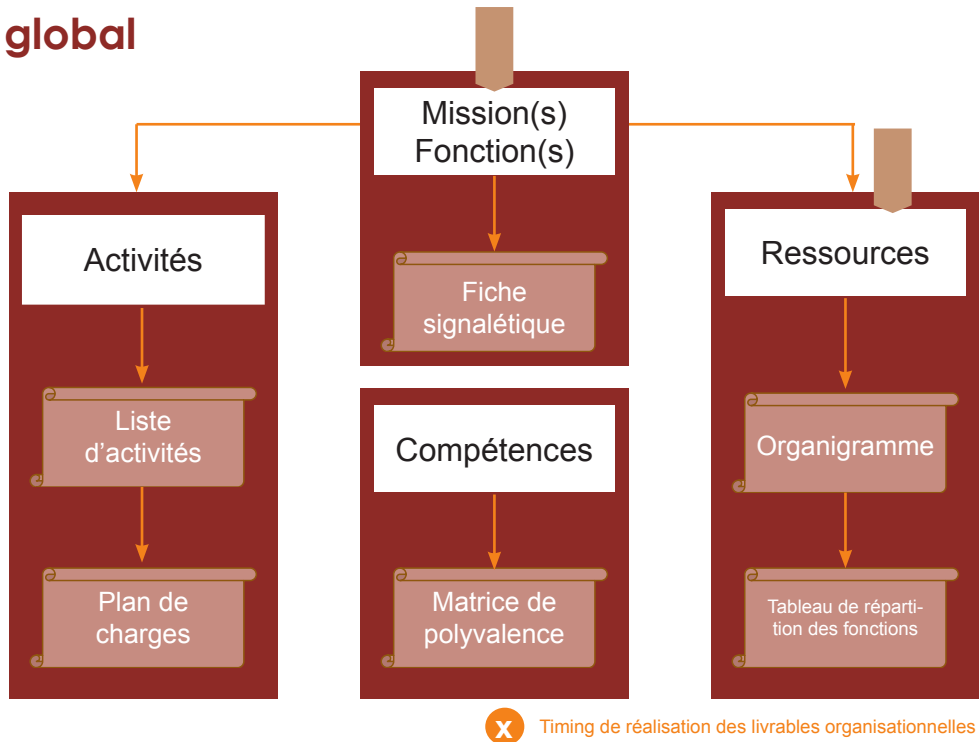 global
Mission(s)
Fonction(s)
Fiche
signalétique
Activités
Liste
d'activités
Plan de
charges
Compétences
Matrice de
polyvalence
Ressources
Organigramme
Tableau de réparti-
tion des fonctions
x Timing de réalisation des livrables organisationnelles